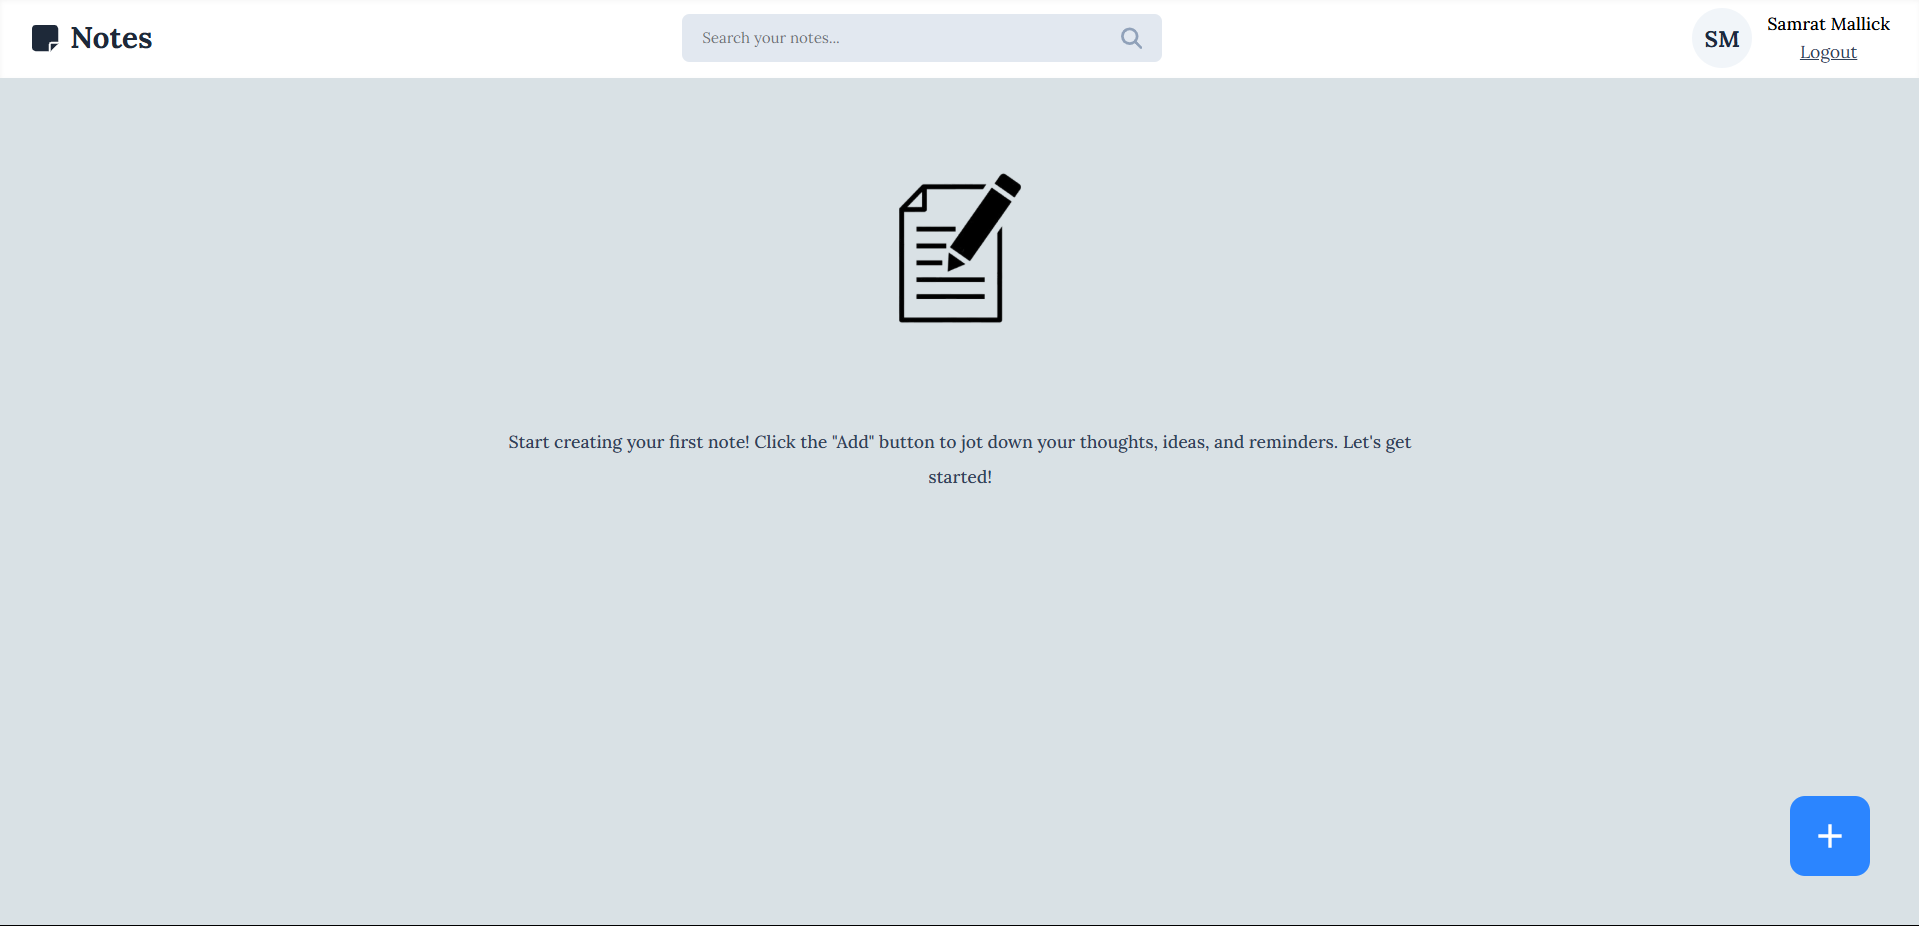 Notes
Search your notes...
SM
Samrat Mallick
Logout
Start creating your first note! Click the "Add" button to jot down your thoughts, ideas, and reminders. Let's get
started!